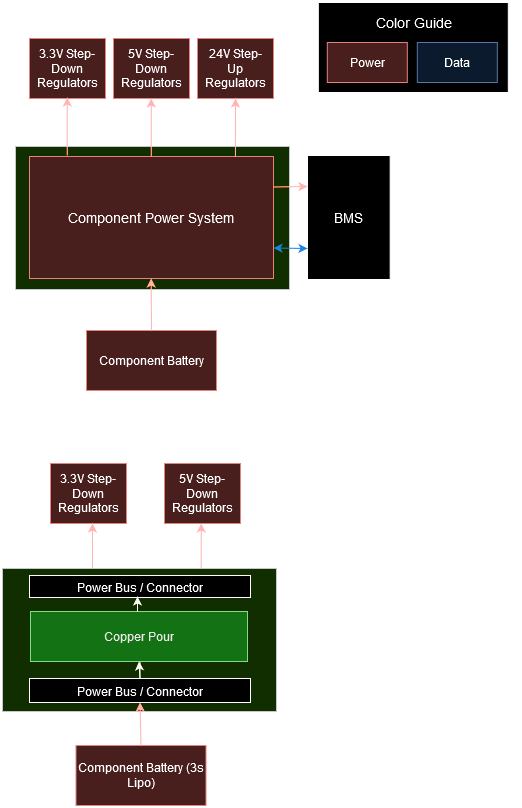 Color Guide
Power
Data
3.3V Step-
Down
Regulators
5V Step-
Down
Regulators
24V Step-
Up
Regulators
Component Power System
BMS
Component Battery
3.3V Step-
Down
Regulators
5V Step-
Down
Regulators
Power Bus / Connector
Copper Pour
Power Bus / Connector
Component Battery (3s
Lipo)